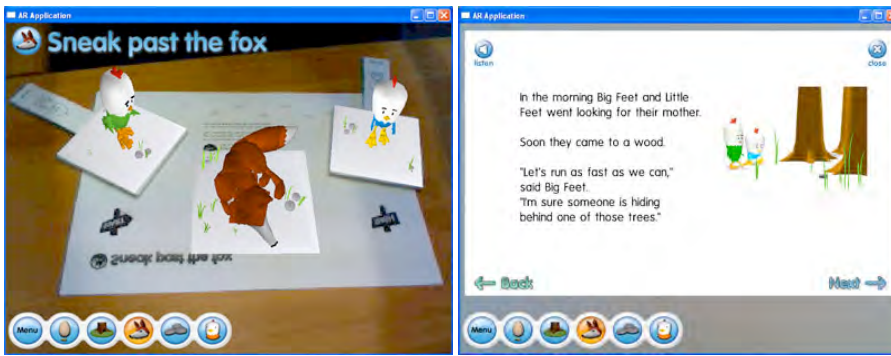 AR Application
Sneak past the fox
Sneak past the fox
Menu
AR Application
listen
close
In the morning Big Feet and Little
Feet went looking for their mother.
Soon they came to a wood.
"Let's run as fast as we can,"
said Big Feet.
"I'm sure someone is hiding
behind one of those trees."
Back
Next
Menu